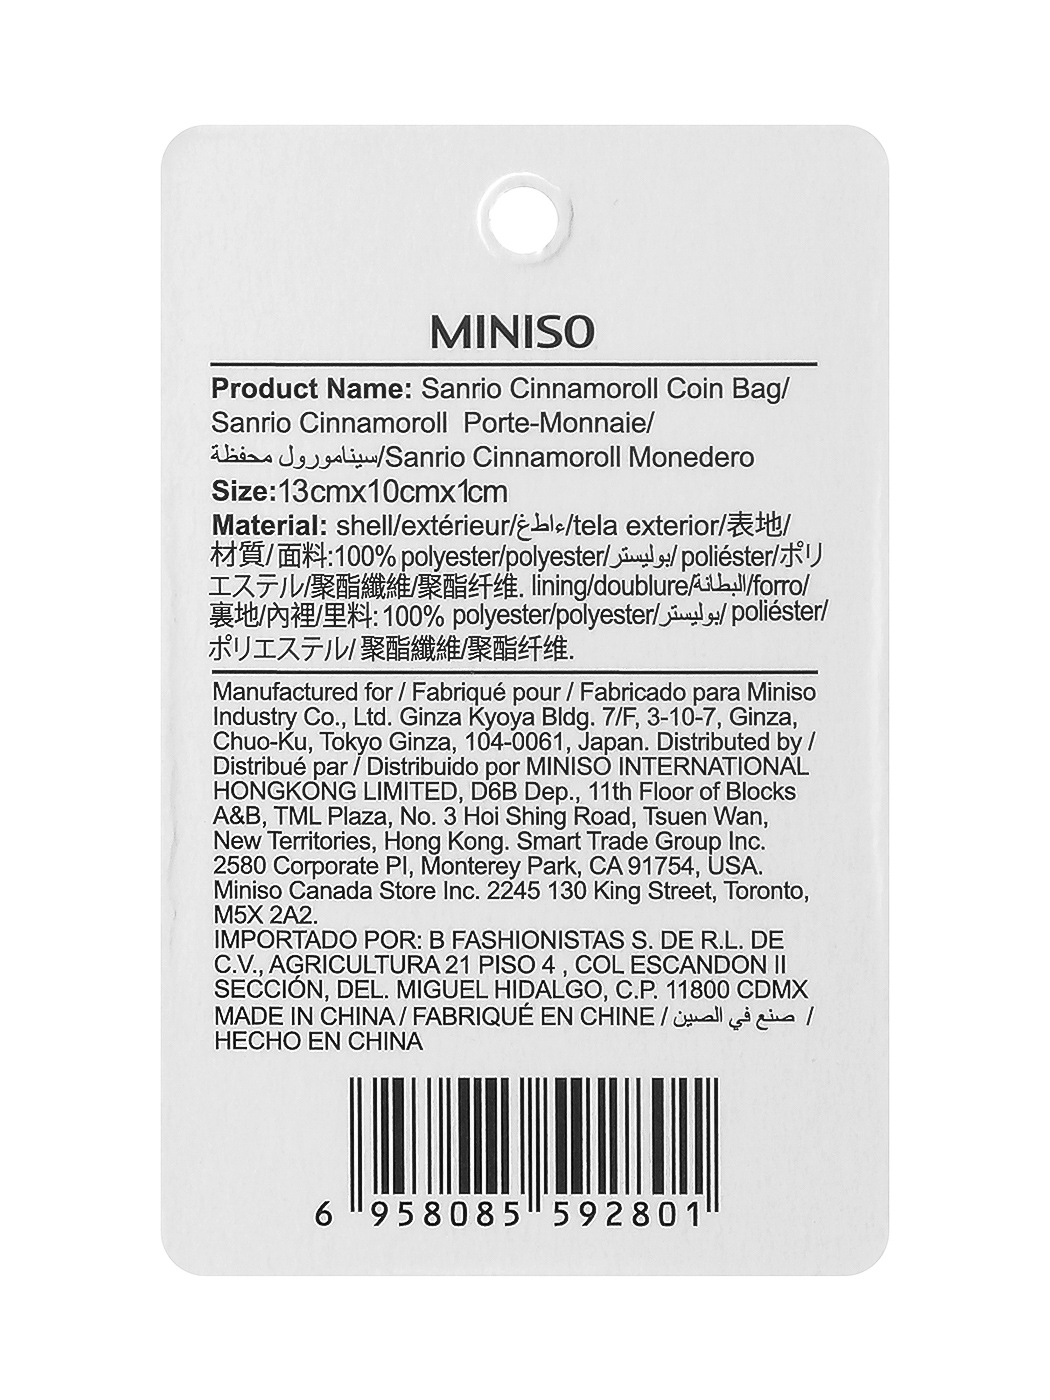 MINISO
Product Name: Sanrio Cinnamoroll Coin Bag/
Sanrio Cinnamoroll Porte-Monnaie/
سينامورول محفظة/Sanrio Cinnamoroll Monedero
Size:13cmx10cmx1cm
Material: shell/extérieur/غطاء/tela exterior/表地/
材質/面料:100% polyester/polyester/بوليستر/ poliéster/ポリ
エステル/聚酯纖維/聚酯纤维. lining/doublure/البطانة/forro/
裏地/內裡/里料:100% polyester/polyester/بوليستر/ poliéster/
ポリエステル/ 聚酯纖維/聚酯纤维.
Manufactured for / Fabriqué pour / Fabricado para Miniso
Industry Co., Ltd. Ginza Kyoya Bldg. 7/F, 3-10-7, Ginza,
Chuo-Ku, Tokyo Ginza, 104-0061, Japan. Distributed by /
Distribué par / Distribuido por MINISO INTERNATIONAL
HONGKONG LIMITED, D6B Dep., 11th Floor of Blocks
A&B, TML Plaza, No. 3 Hoi Shing Road, Tsuen Wan,
New Territories, Hong Kong. Smart Trade Group Inc.
2580 Corporate Pl, Monterey Park, CA 91754, USA.
Miniso Canada Store Inc. 2245 130 King Street, Toronto,
M5X 2A2.
IMPORTADO POR: B FASHIONISTAS S. DE R.L. DE
C.V., AGRICULTURA 21 PISO 4 , COL ESCANDON II
SECCIÓN, DEL. MIGUEL HIDALGO, C.P. 11800 CDMX
MADE IN CHINA / FABRIQUÉ EN CHINE / صنع في الصين /
HECHO EN CHINA
6 958085 592801